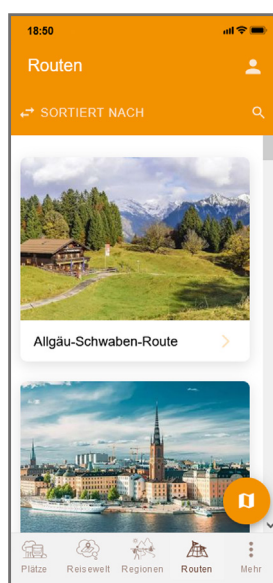 18:50
Routen
SORTIERT NACH
Allgäu-Schwaben-Route
Plätze Reisewelt Regionen Routen Mehr